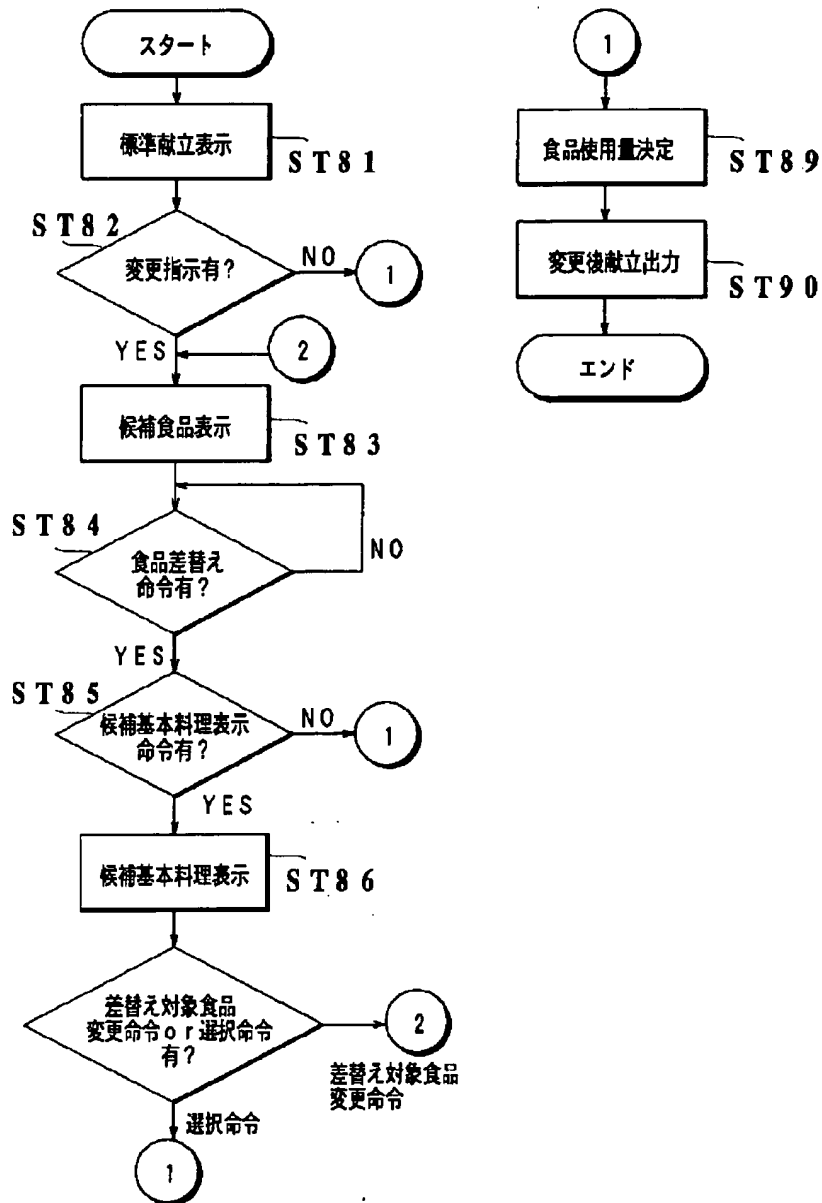 スタート
標準献立表示
ST81
ST82
変更指示有?
NO
1
YES
2
候補食品表示
ST83
ST84
食品差替え
命令有?
NO
YES
ST85
候補基本料理表示
命令有?
NO
1
YES
候補基本料理表示
ST86
差替え対象食品
変更命令or選択命令
有?
2
差替え対象食品
変更命令
選択命令
1
1
食品使用量決定
ST89
変更後献立出力
ST90
エンド